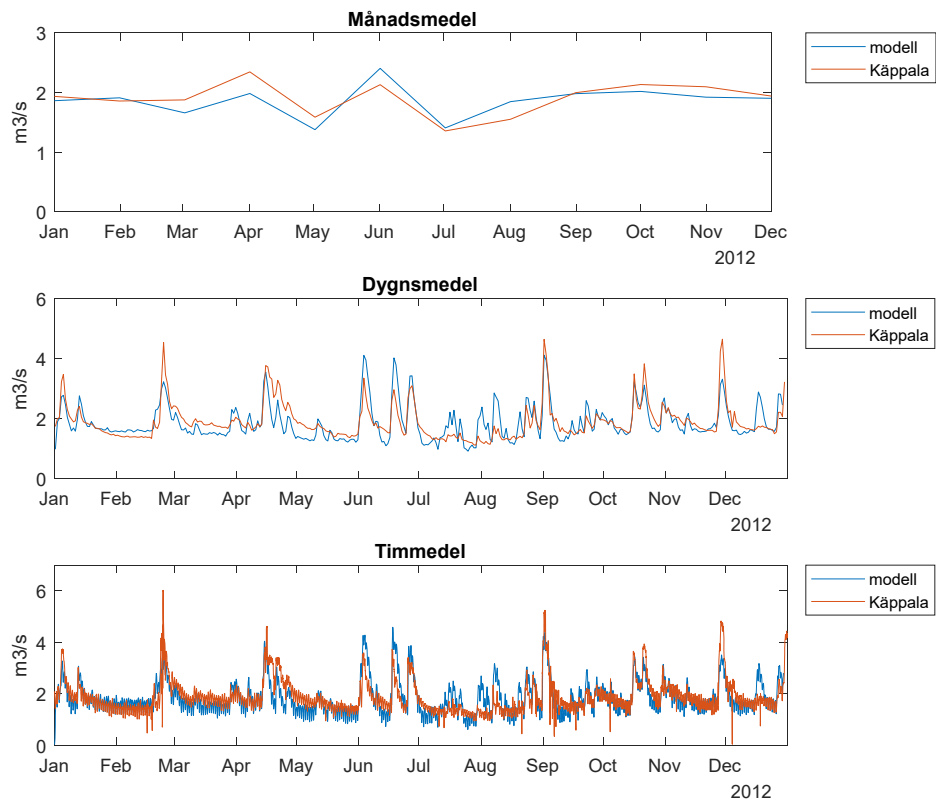 Månadsmedel
3
2
1
0
m3/s
Jan Feb Mar Apr May Jun Jul Aug Sep Oct Nov Dec
2012
modell
Käppala
Dygnsmedel
6
4
2
0
m3/s
Jan Feb Mar Apr May Jun Jul Aug Sep Oct Nov Dec
2012
modell
Käppala
Timmedel
6
4
2
0
m3/s
Jan Feb Mar Apr May Jun Jul Aug Sep Oct Nov Dec
2012
modell
Käppala